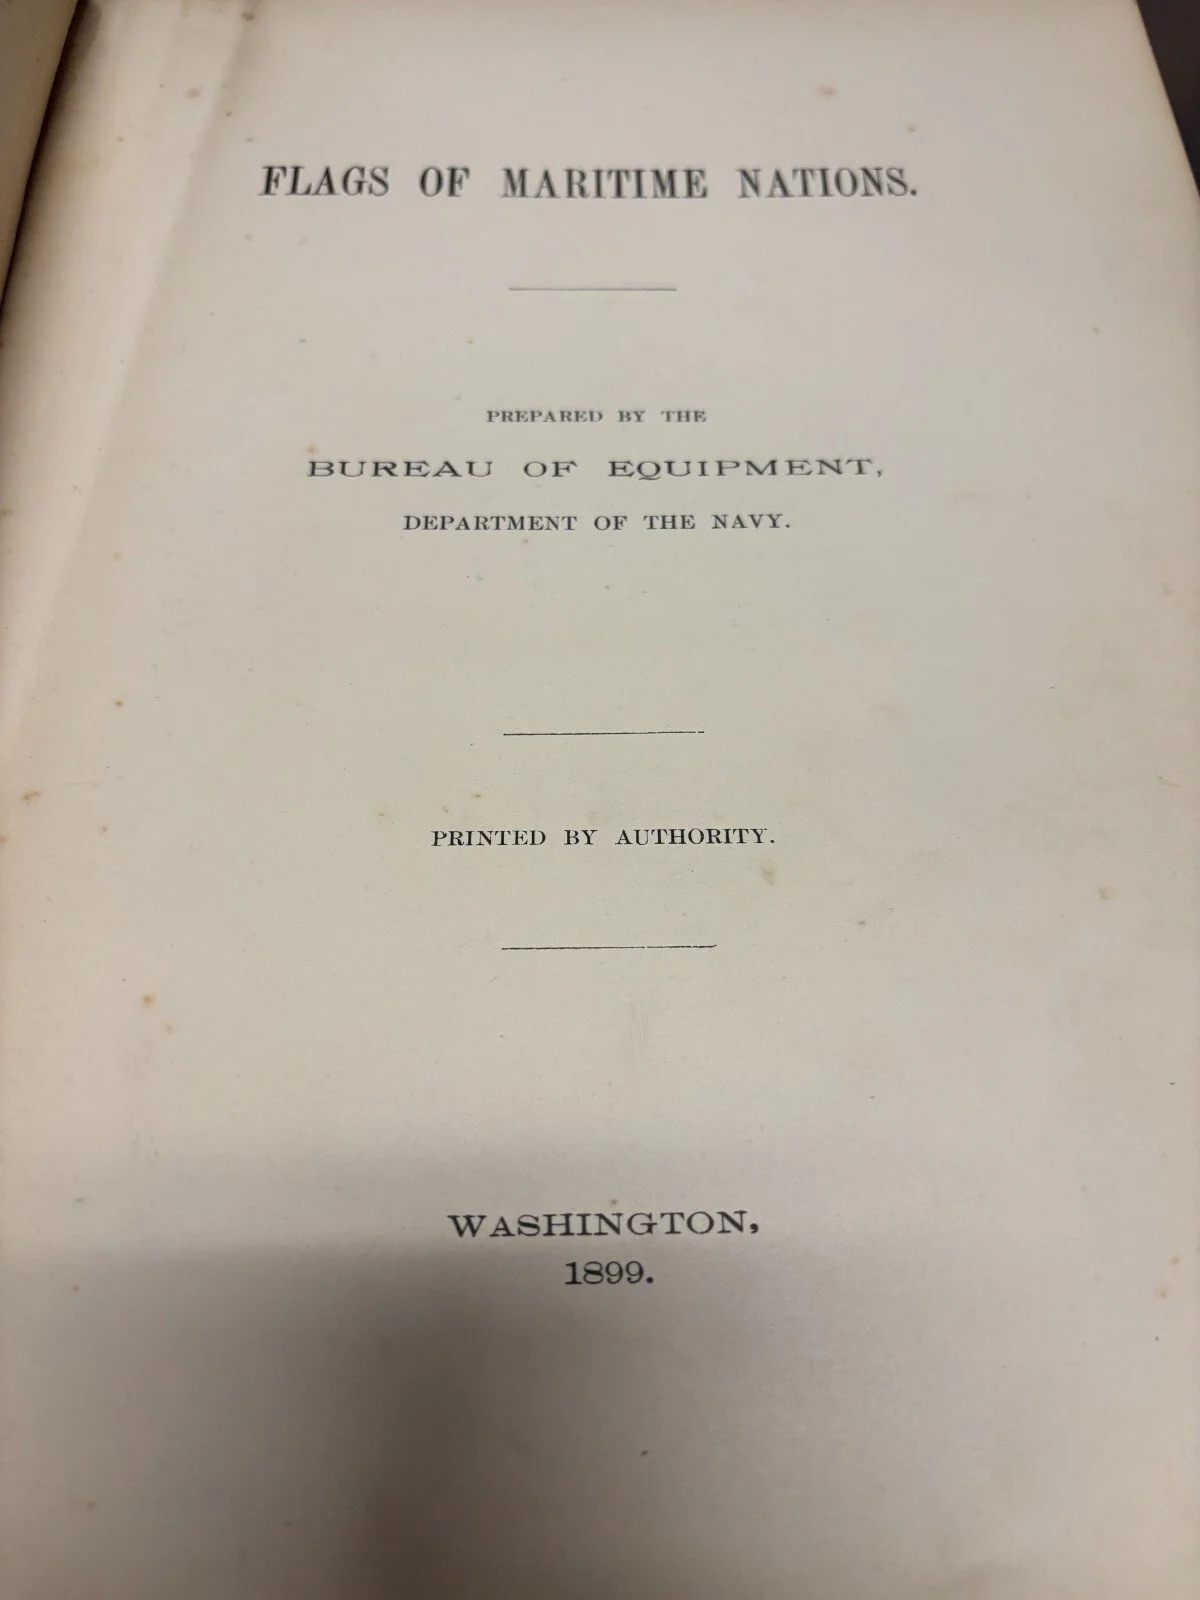 FLAGS OF MARITIME NATIONS.
PREPARED BY THE
BUREAU OF EQUIPMENT,
DEPARTMENT OF THE NAVY.
PRINTED BY AUTHORITY.
WASHINGTON,
1899.